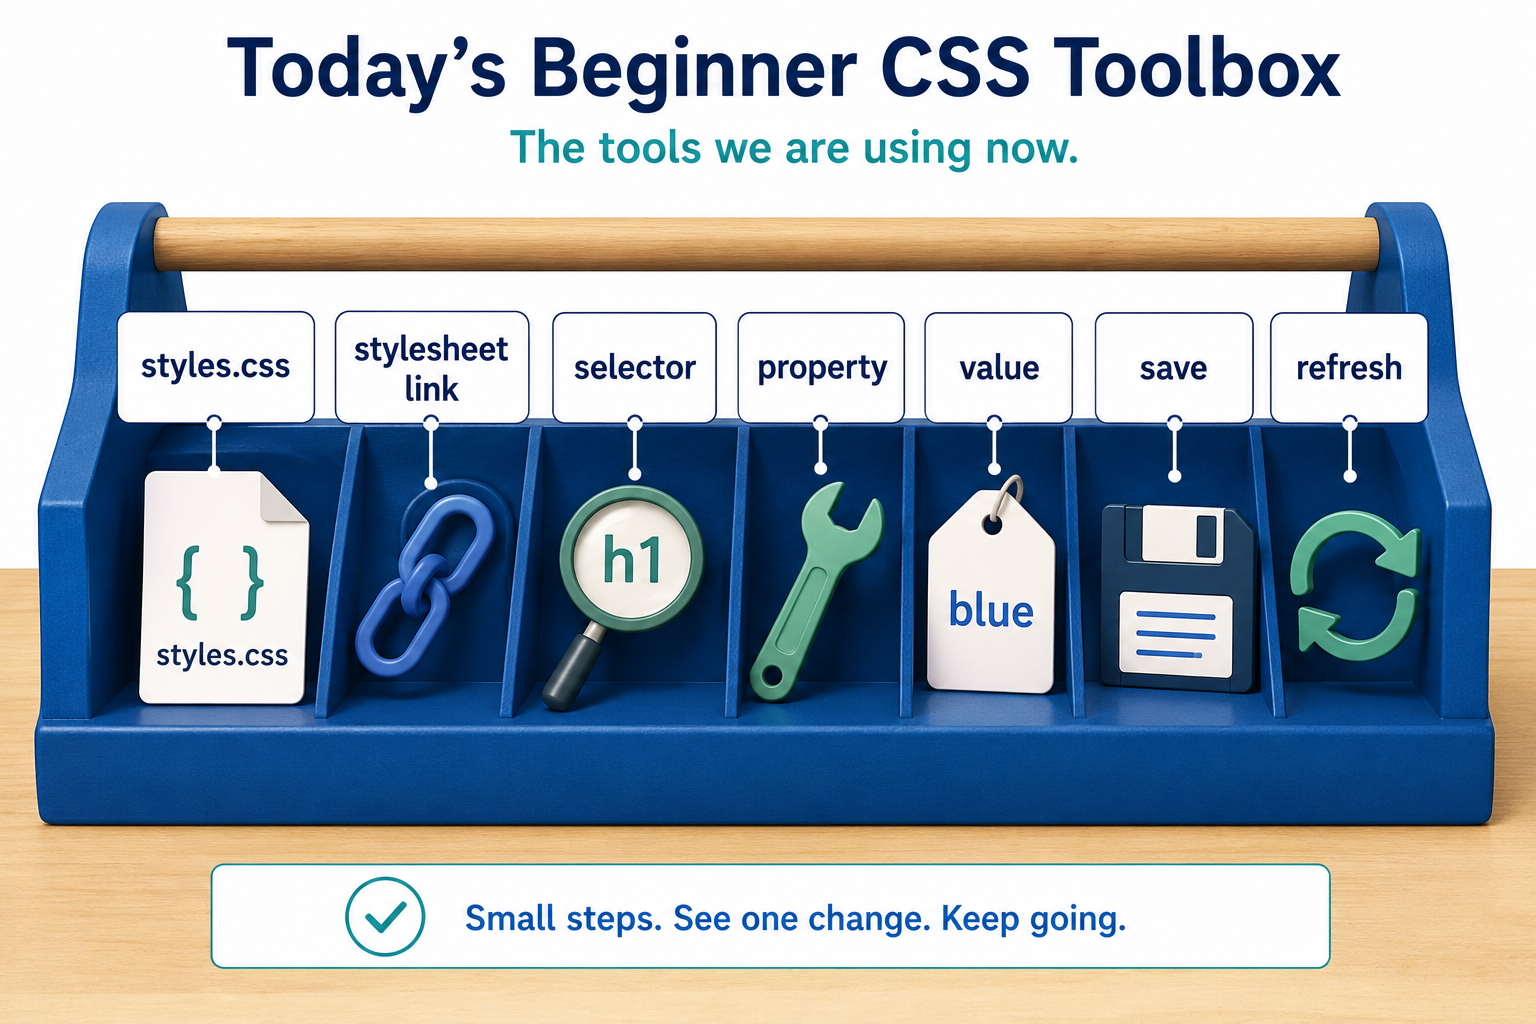 Today's Beginner CSS Toolbox
The tools we are using now.
styles.css
stylesheet
link
selector
property
value
save
refresh
{ }
styles.css
h1
blue
Small steps. See one change. Keep going.